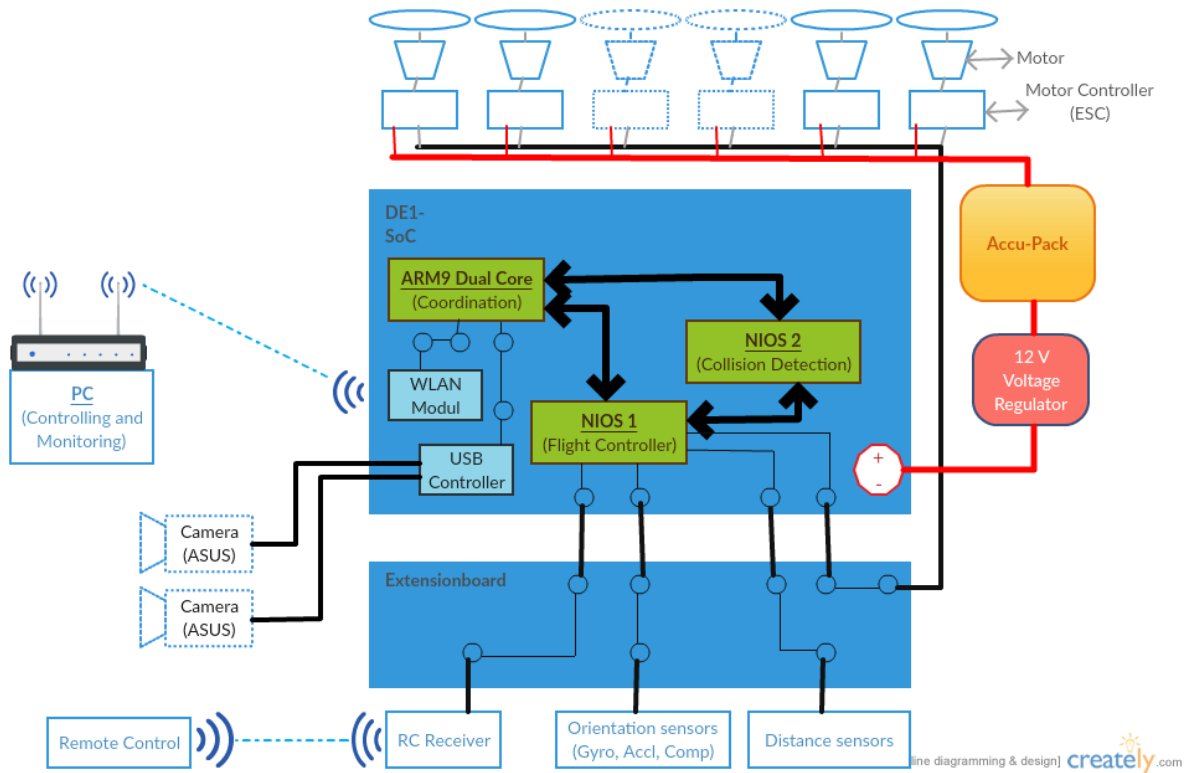 Motor
Motor Controller
(ESC)
DE1-
SoC
Accu-Pack
ARM9 Dual Core
(Coordination)
NIOS 2
(Collision Detection)
12 V
Voltage
Regulator
WLAN
Modul
PC
(Controlling and
Monitoring)
NIOS 1
(Flight Controller)
USB
Controller
+
-
Camera
(ASUS)
Extensionboard
Camera
(ASUS)
Remote Control
RC Receiver
Orientation sensors
(Gyro, Accl, Comp)
Distance sensors
line diagramming & design]
creately.com